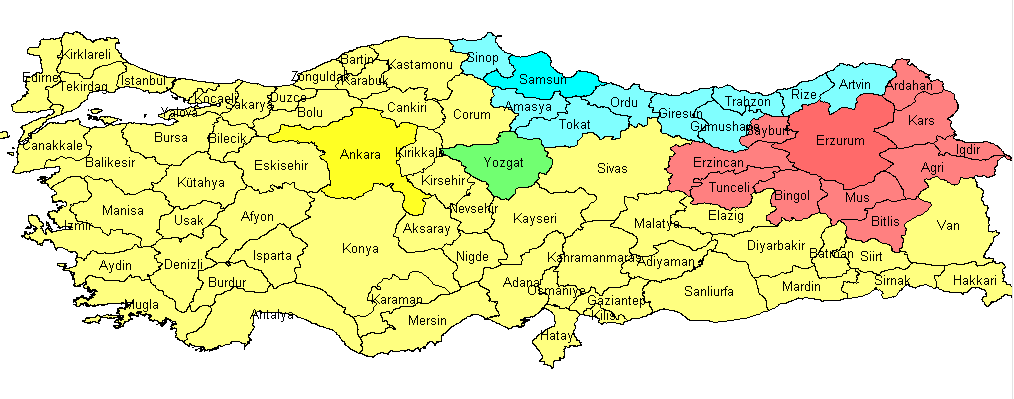 Kirklareli
Edirne
Tekirdag
Istanbul
Kocaeli
Yalova
Sakarya
Duzce
Zonguldak
Bartin
Karabuk
Kastamonu
Sinop
Samsun
Bolu
Cankiri
Corum
Amasya
Ordu
Giresun
Trabzon
Rize
Artvin
Ardahan
Tokat
Gumushane
Bayburt
Kars
Erzurum
Igdir
Canakkale
Bursa
Bilecik
Balikesir
Eskisehir
Ankara
Kirikkale
Yozgat
Sivas
Erzincan
Agri
Kütahya
Kirsehir
Tunceli
Bingol
Mus
Manisa
Usak
Afyon
Nevsehir
Kayseri
Malatya
Elazig
Bitlis
Van
Izmir
Aksaray
Konya
Diyarbakir
Batman
Siirt
Aydin
Denizli
Isparta
Nigde
Kahramanmaras
Adiyaman
Burdur
Adana
Osmaniye
Sanliurfa
Mardin
Sirnak
Hakkari
Mugla
Antalya
Karaman
Mersin
Gaziantep
Kilis
Hatay